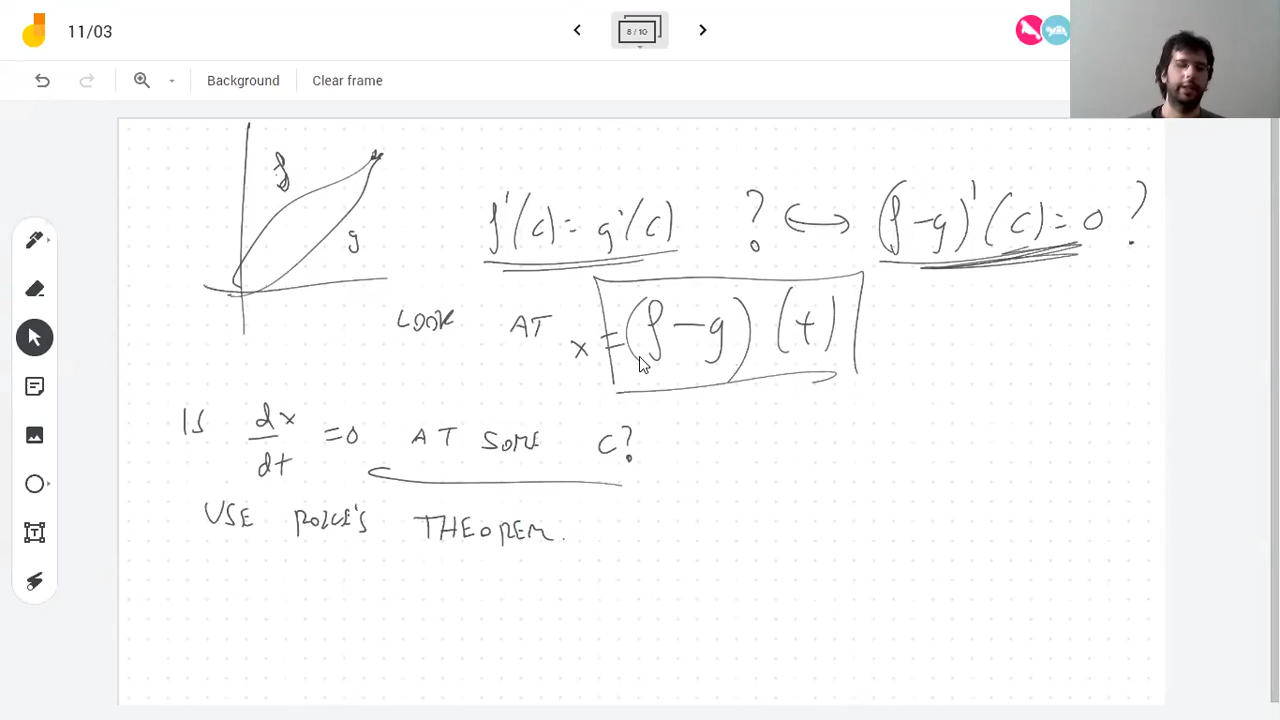 11/03
8 / 10
Background
Clear frame
f
g
f'(c) = g'(c) ? ↔ (f-g)'(c) = 0 ?
LOOK AT x = (f-g)(t)
IS dx/dt = 0 AT SOME C?
USE ROLLE'S THEOREM.